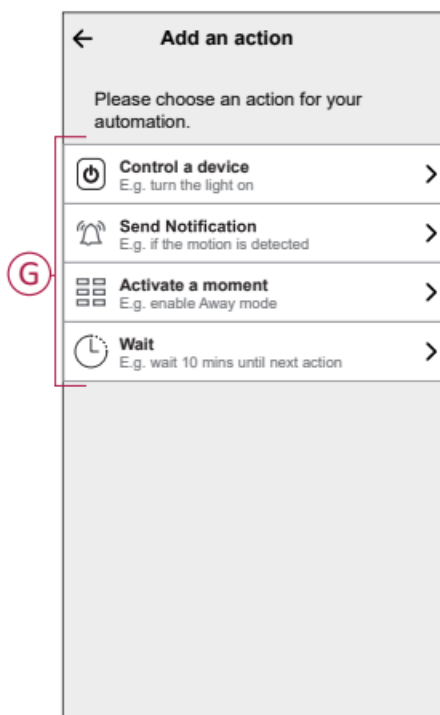 Add an action
Please choose an action for your
automation.
Control a device
E.g. turn the light on
Send Notification
E.g. if the motion is detected
G
Activate a moment
E.g. enable Away mode
Wait
E.g. wait 10 mins until next action